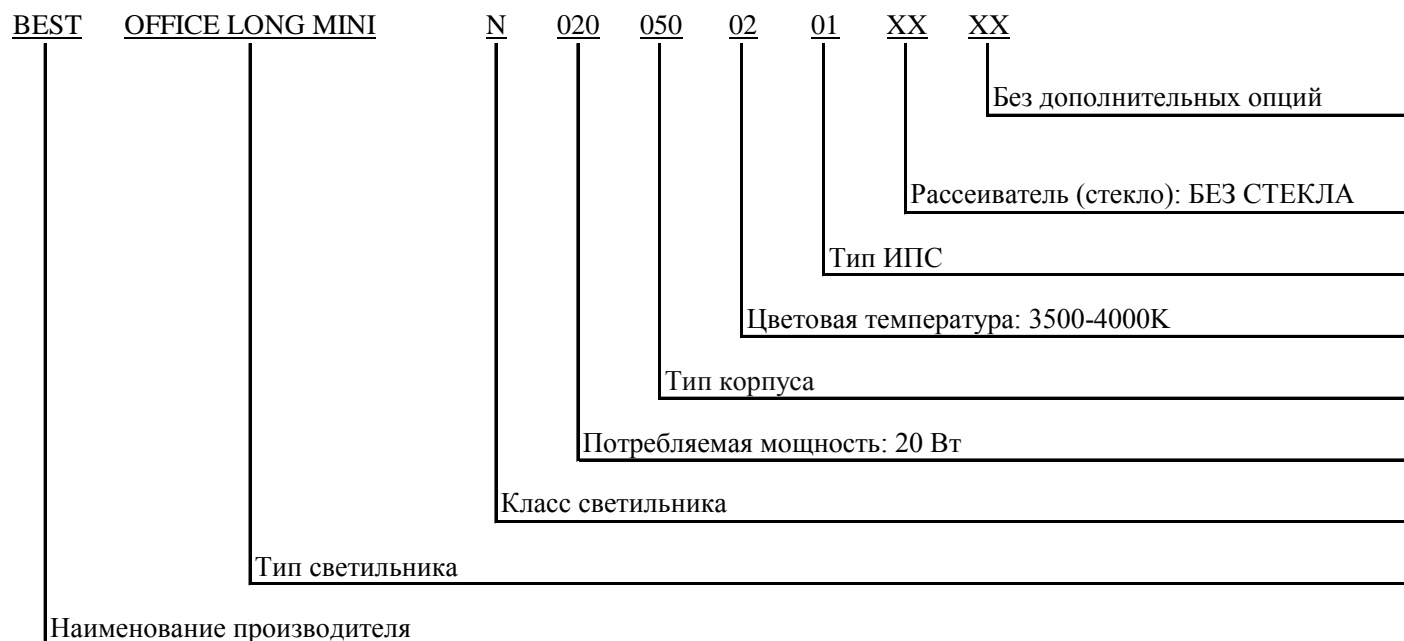 BEST OFFICE LONG MINI N 020 050 02 01 XX XX
Без дополнительных опций
Рассеиватель (стекло): БЕЗ СТЕКЛА
Тип ИПС
Цветовая температура: 3500-4000K
Тип корпуса
Потребляемая мощность: 20 Вт
Класс светильника
Тип светильника
Наименование производителя